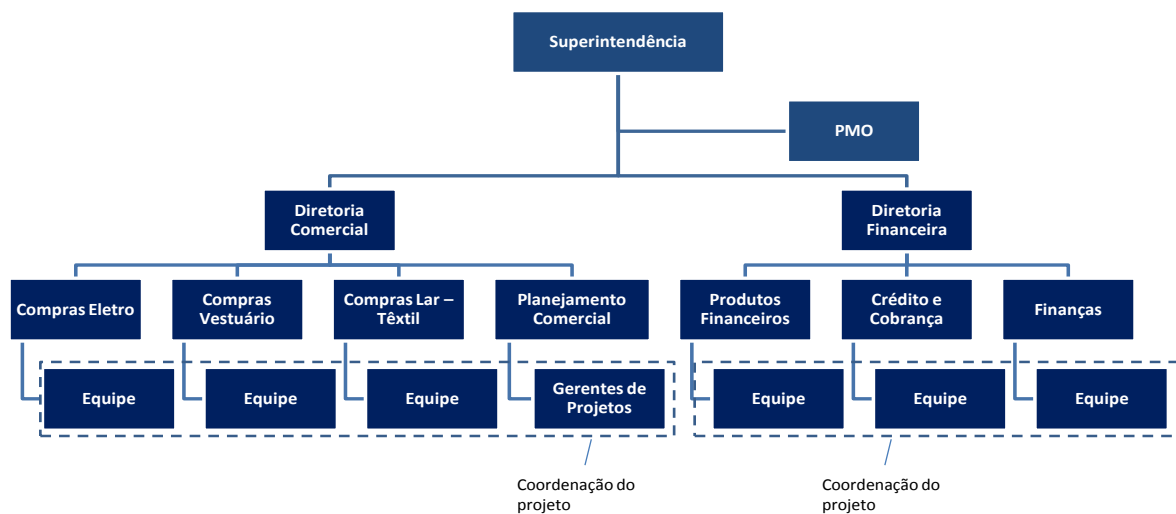 Superintendência
PMO
Diretoria
Comercial
Diretoria
Financeira
Compras Eletro
Compras
Vestuário
Compras Lar –
Têxtil
Planejamento
Comercial
Produtos
Financeiros
Crédito e
Cobrança
Finanças
Equipe
Equipe
Equipe
Gerentes de
Projetos
Equipe
Equipe
Equipe
Coordenação do
projeto
Coordenação do
projeto